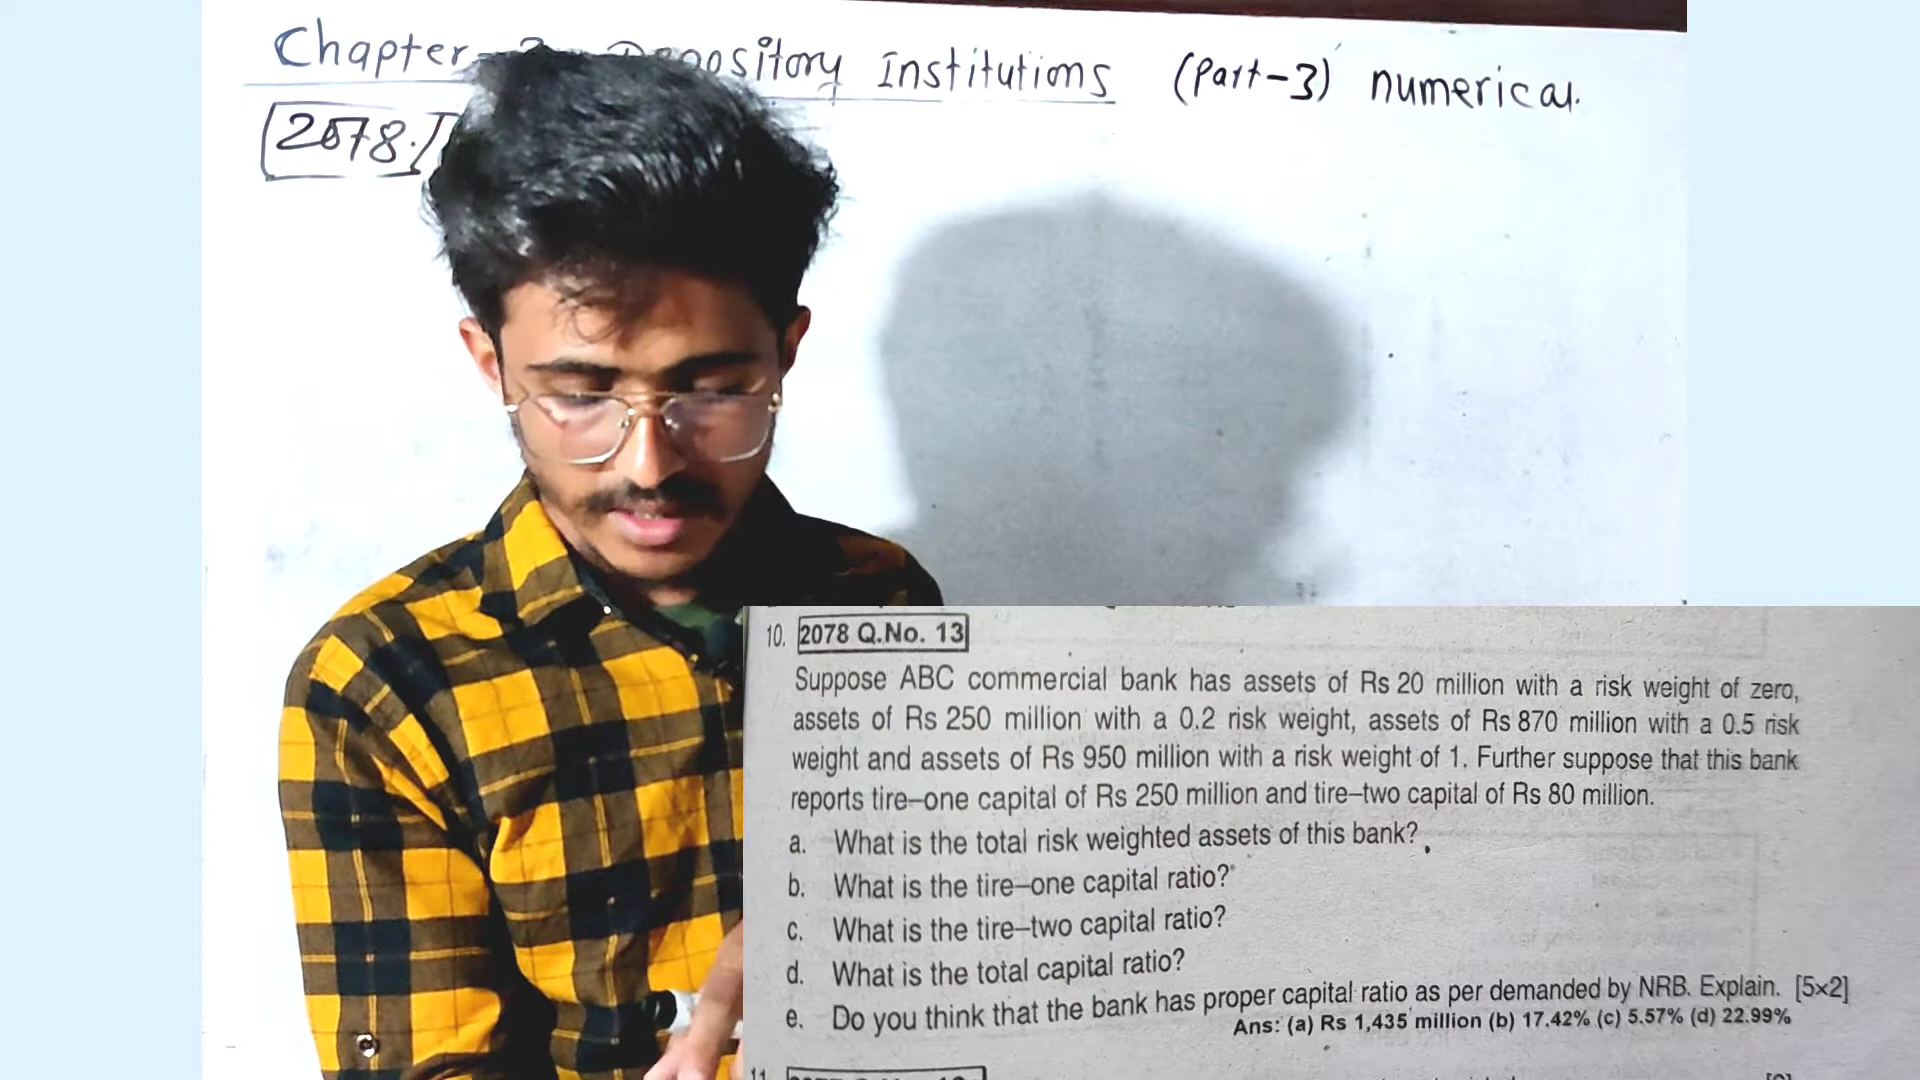 Chapter
Depository Institutions (Part-3) numerical.
2078.
10. 2078 Q.No. 13
Suppose ABC commercial bank has assets of Rs 20 million with a risk weight of zero,
assets of Rs 250 million with a 0.2 risk weight, assets of Rs 870 million with a 0.5 risk
weight and assets of Rs 950 million with a risk weight of 1. Further suppose that this bank
reports tire–one capital of Rs 250 million and tire–two capital of Rs 80 million.
a. What is the total risk weighted assets of this bank?
b. What is the tire–one capital ratio?
c. What is the tire–two capital ratio?
d. What is the total capital ratio?
e. Do you think that the bank has proper capital ratio as per demanded by NRB. Explain. [5×2]
Ans: (a) Rs 1,435 million (b) 17.42% (c) 5.57% (d) 22.99%
11.